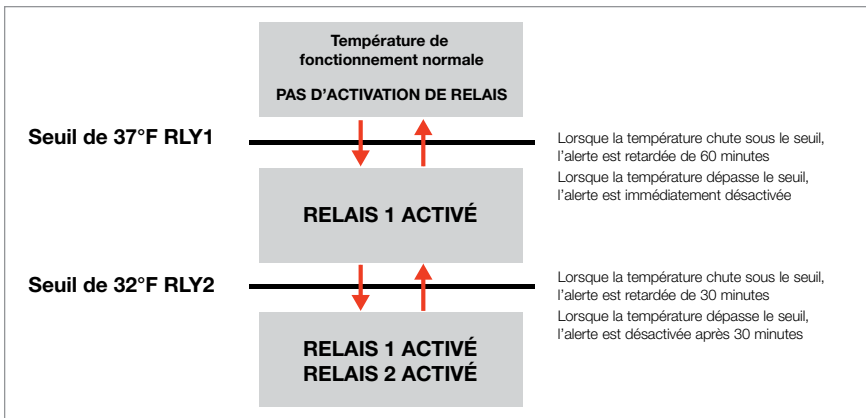 Température de
fonctionnement normale
PAS D'ACTIVATION DE RELAIS
Seuil de 37°F RLY1
Lorsque la température chute sous le seuil,
l'alerte est retardée de 60 minutes
Lorsque la température dépasse le seuil,
l'alerte est immédiatement désactivée
RELAIS 1 ACTIVÉ
Seuil de 32°F RLY2
Lorsque la température chute sous le seuil,
l'alerte est retardée de 30 minutes
Lorsque la température dépasse le seuil,
l'alerte est désactivée après 30 minutes
RELAIS 1 ACTIVÉ
RELAIS 2 ACTIVÉ